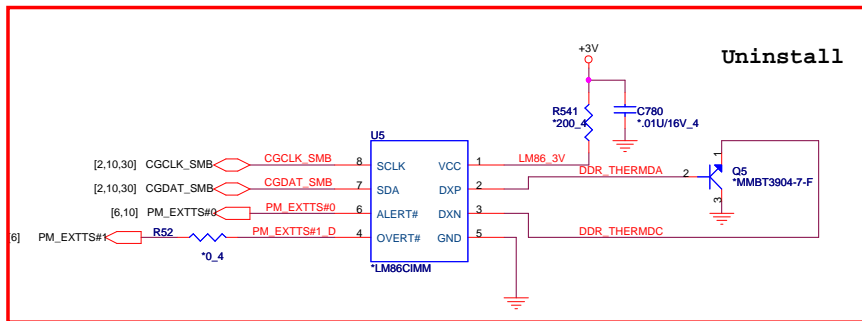 +3V
Uninstall
R541
*200_4
C780
*.01U/16V_4
U5
[2,10,30] CGCLK_SMB CGCLK_SMB 8 SCLK VCC 1 LM86_3V
[2,10,30] CGDAT_SMB CGDAT_SMB 7 SDA DXP 2 DDR_THERMDA 2
1
Q5
*MMBT3904-7-F
3
[6,10] PM_EXTTS#0 PM_EXTTS#0 6 ALERT# DXN 3 DDR_THERMDC
[6] PM_EXTTS#1 R52 PM_EXTTS#1_D 4 OVERT# GND 5
*0_4
*LM86CIMM